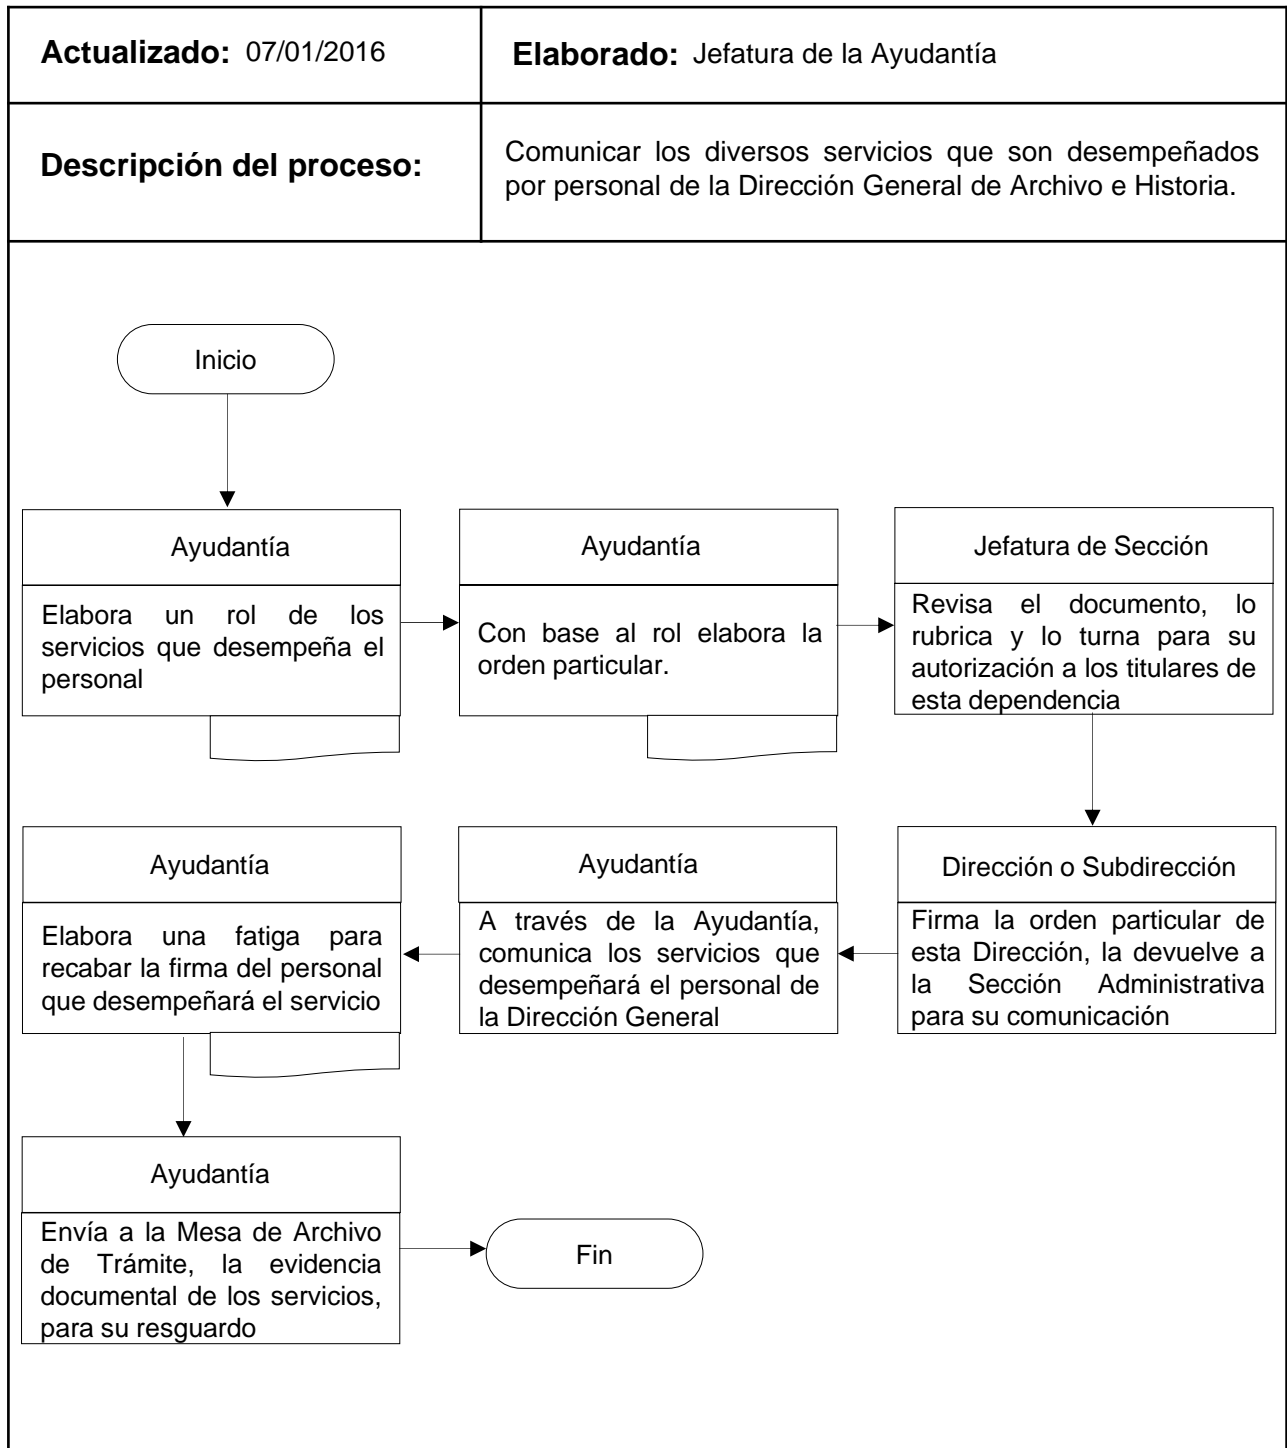 Actualizado: 07/01/2016
Elaborado: Jefatura de la Ayudantía
Descripción del proceso:
Comunicar los diversos servicios que son desempeñados
por personal de la Dirección General de Archivo e Historia.
Inicio
Ayudantía
Elabora un rol de los
servicios que desempeña el
personal
Ayudantía
Con base al rol elabora la
orden particular.
Jefatura de Sección
Revisa el documento, lo
rubrica y lo turna para su
autorización a los titulares de
esta dependencia
Dirección o Subdirección
Firma la orden particular de
esta Dirección, la devuelve a
la Sección Administrativa
para su comunicación
Ayudantía
A través de la Ayudantía,
comunica los servicios que
desempeñará el personal de
la Dirección General
Ayudantía
Elabora una fatiga para
recabar la firma del personal
que desempeñará el servicio
Ayudantía
Envía a la Mesa de Archivo
de Trámite, la evidencia
documental de los servicios,
para su resguardo
Fin